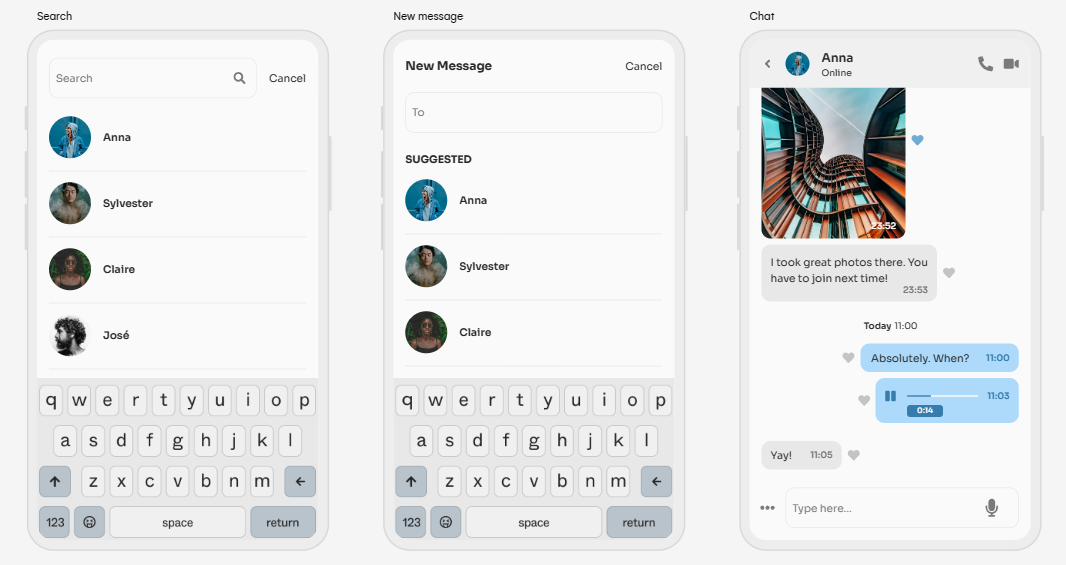 Search
Search
Cancel
Anna
Sylvester
Claire
José
q w e r t y u i o p
a s d f g h j k l
z x c v b n m
123 space return
New message
New Message Cancel
To
SUGGESTED
Anna
Sylvester
Claire
q w e r t y u i o p
a s d f g h j k l
z x c v b n m
123 space return
Chat
Anna
Online
23:52
I took great photos there. You
have to join next time!
23:53
Today 11:00
Absolutely. When? 11:00
11:03
0:14
Yay! 11:05
Type here...